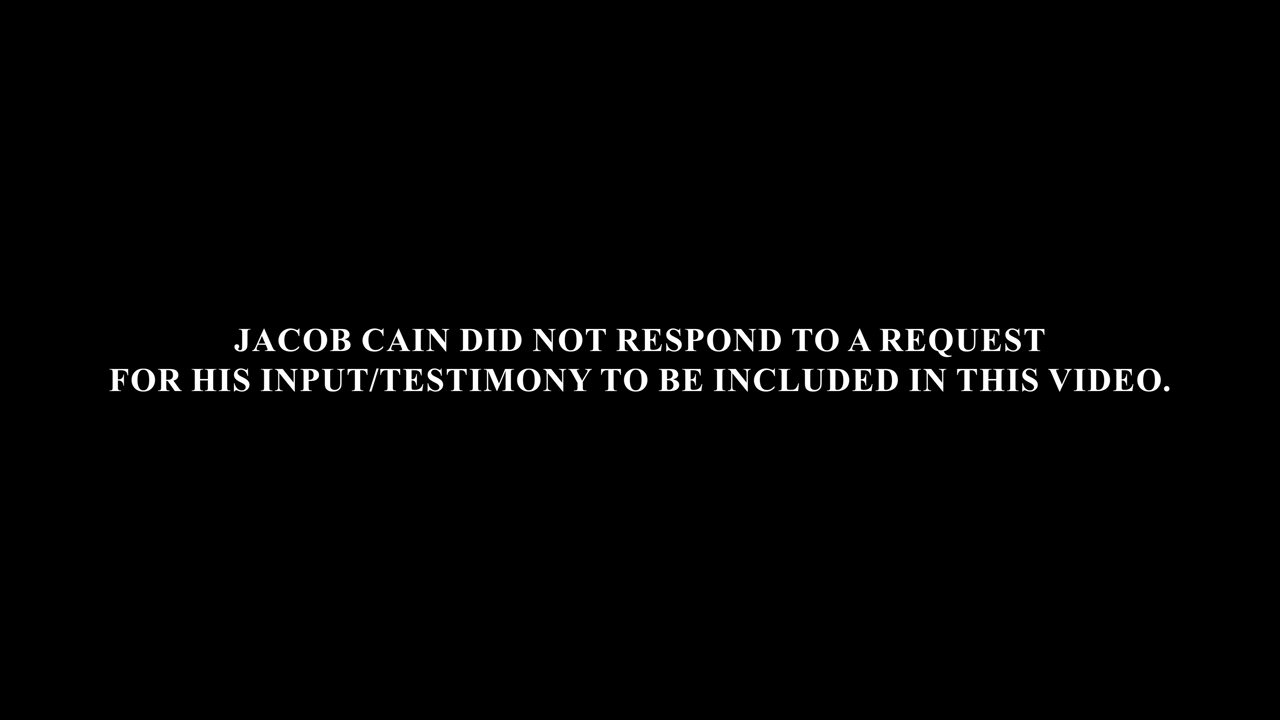 JACOB CAIN DID NOT RESPOND TO A REQUEST
FOR HIS INPUT/TESTIMONY TO BE INCLUDED IN THIS VIDEO.